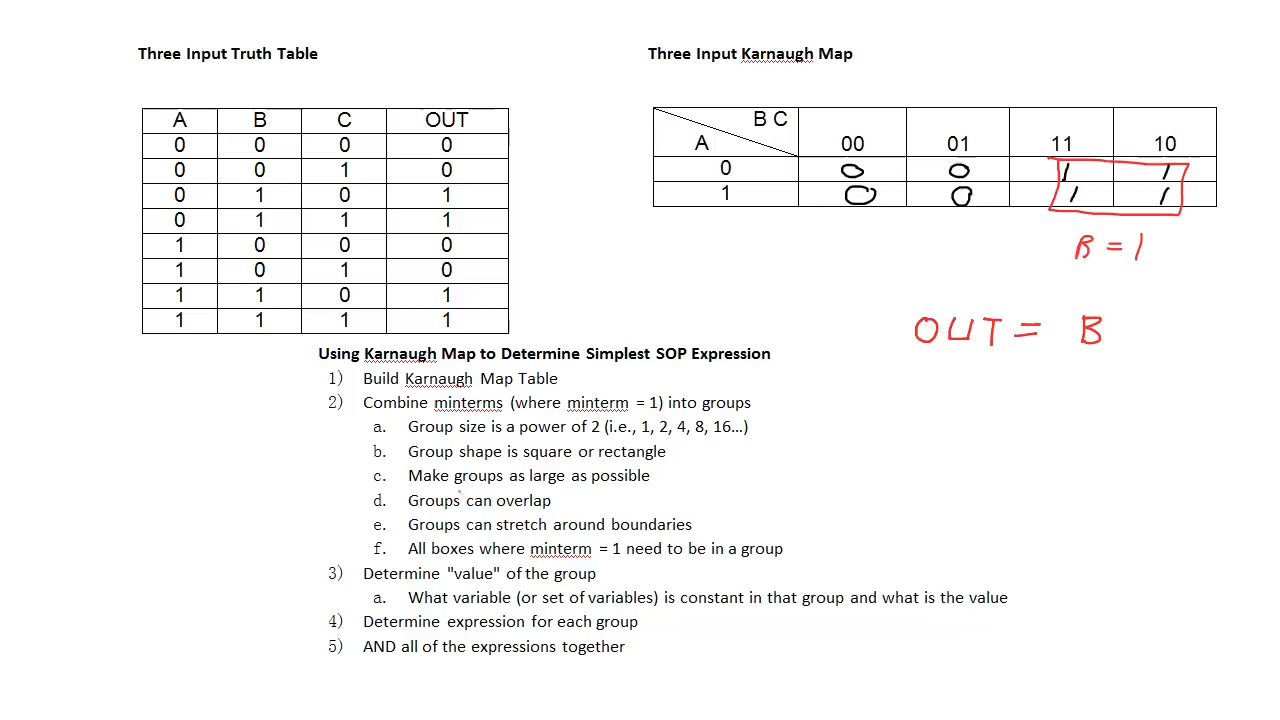 Three Input Truth Table
Three Input Karnaugh Map
A B C OUT
0 0 0 0
0 0 1 0
0 1 0 1
0 1 1 1
1 0 0 0
1 0 1 0
1 1 0 1
1 1 1 1
B C
A 00 01 11 10
0 0 0 1 1
1 0 0 1 1
B = 1
OUT = B
Using Karnaugh Map to Determine Simplest SOP Expression
1) Build Karnaugh Map Table
2) Combine minterms (where minterm = 1) into groups
a. Group size is a power of 2 (i.e., 1, 2, 4, 8, 16...)
b. Group shape is square or rectangle
c. Make groups as large as possible
d. Groups can overlap
e. Groups can stretch around boundaries
f. All boxes where minterm = 1 need to be in a group
3) Determine "value" of the group
a. What variable (or set of variables) is constant in that group and what is the value
4) Determine expression for each group
5) AND all of the expressions together